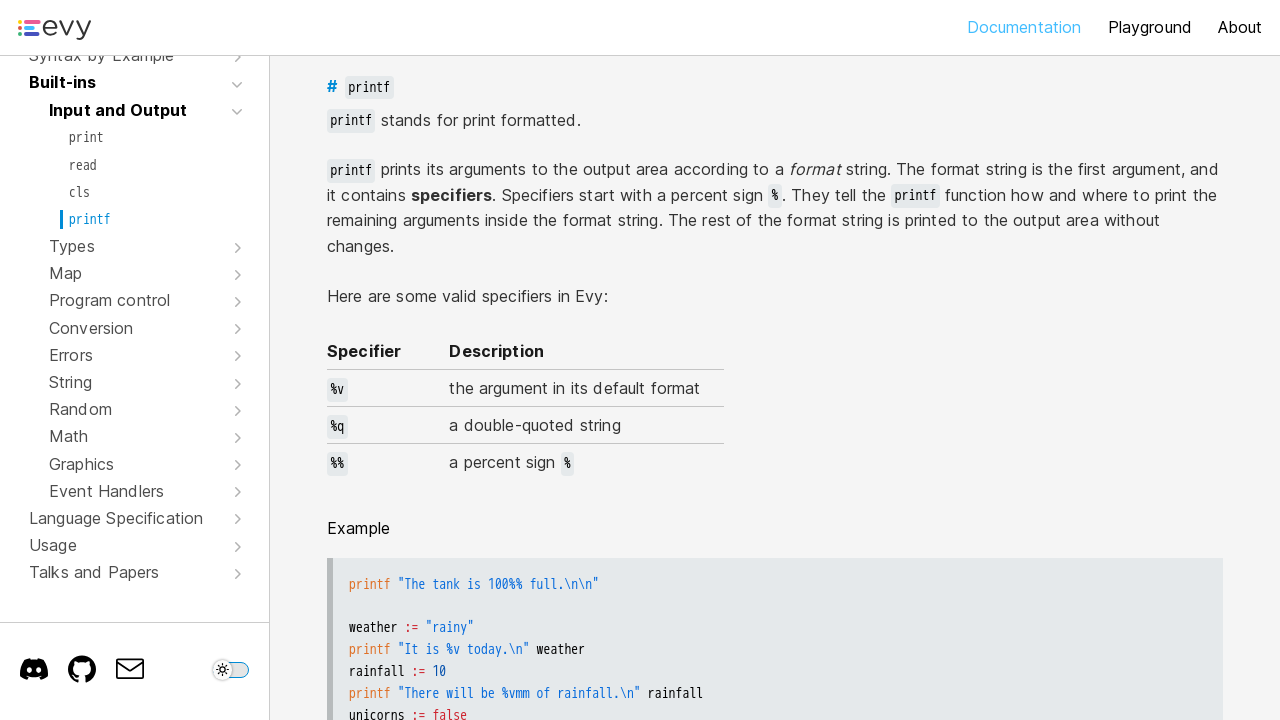 evy
Documentation
Playground
About
Syntax by Example
Built-ins
Input and Output
print
read
cls
printf
Types
Map
Program control
Conversion
Errors
String
Random
Math
Graphics
Event Handlers
Language Specification
Usage
Talks and Papers
# printf
printf stands for print formatted.
printf prints its arguments to the output area according to a format string. The format string is the first argument, and
it contains specifiers. Specifiers start with a percent sign %. They tell the printf function how and where to print the
remaining arguments inside the format string. The rest of the format string is printed to the output area without
changes.
Here are some valid specifiers in Evy:
Specifier Description
%v the argument in its default format
%q a double-quoted string
%% a percent sign %
Example
printf "The tank is 100%% full.\n\n"
weather := "rainy"
printf "It is %v today.\n" weather
rainfall := 10
printf "There will be %vmm of rainfall.\n" rainfall
unicorns := false